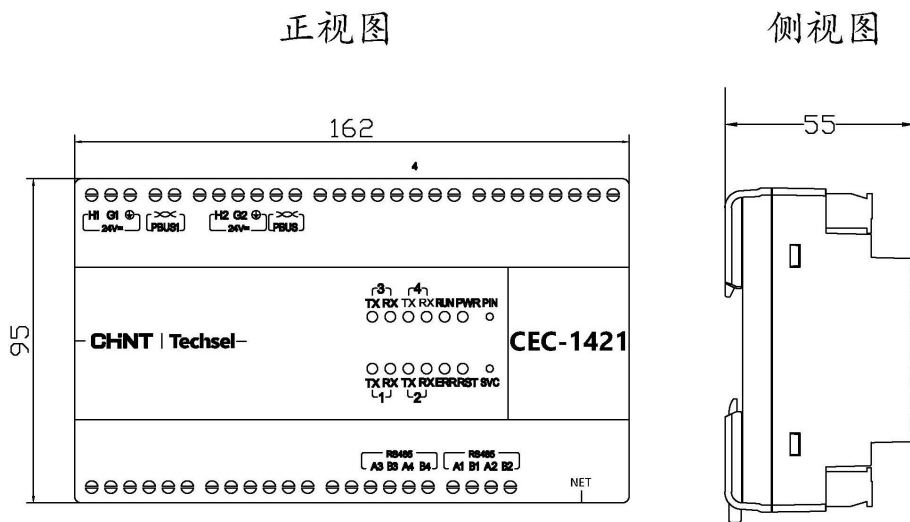 正视图 侧视图
162 55
4
H1 G1 H2 G2
24V= PBUS1 24V= PBUS
95
3 4
TX RX TX RX RUN PWR PIN
CHNT | Techsel CEC-1421
TX RX TX RX ERR RST SVC
1 2
RS485 RS485
A3 B3 A4 B4 A1 B1 A2 B2
NET